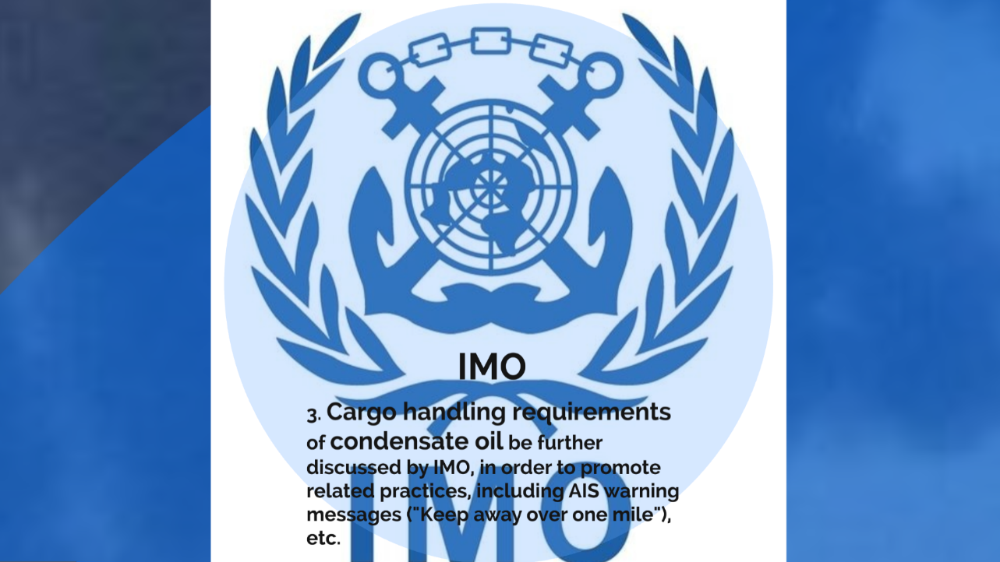 IMO
3. Cargo handling requirements
of condensate oil be further
discussed by IMO, in order to promote
related practices, including AIS warning
messages ("Keep away over one mile"),
etc.
IMO